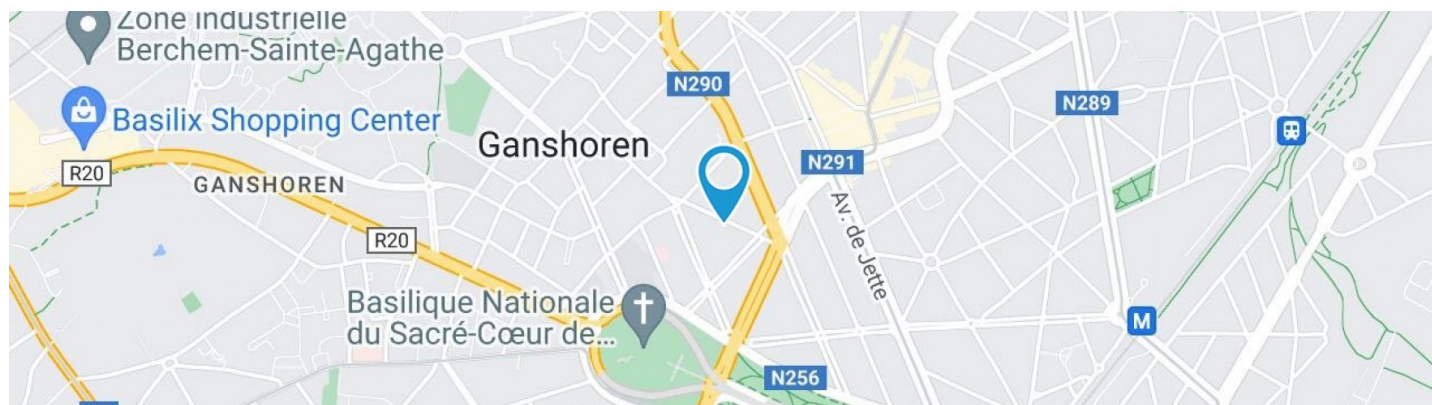 Zone industrielle
Berchem-Sainte-Agathe
N290
N289
Basilix Shopping Center
Ganshoren
N291
R20
GANSHOREN
Av. de Jette
R20
Basilique Nationale
du Sacré-Cœur de...
M
N256